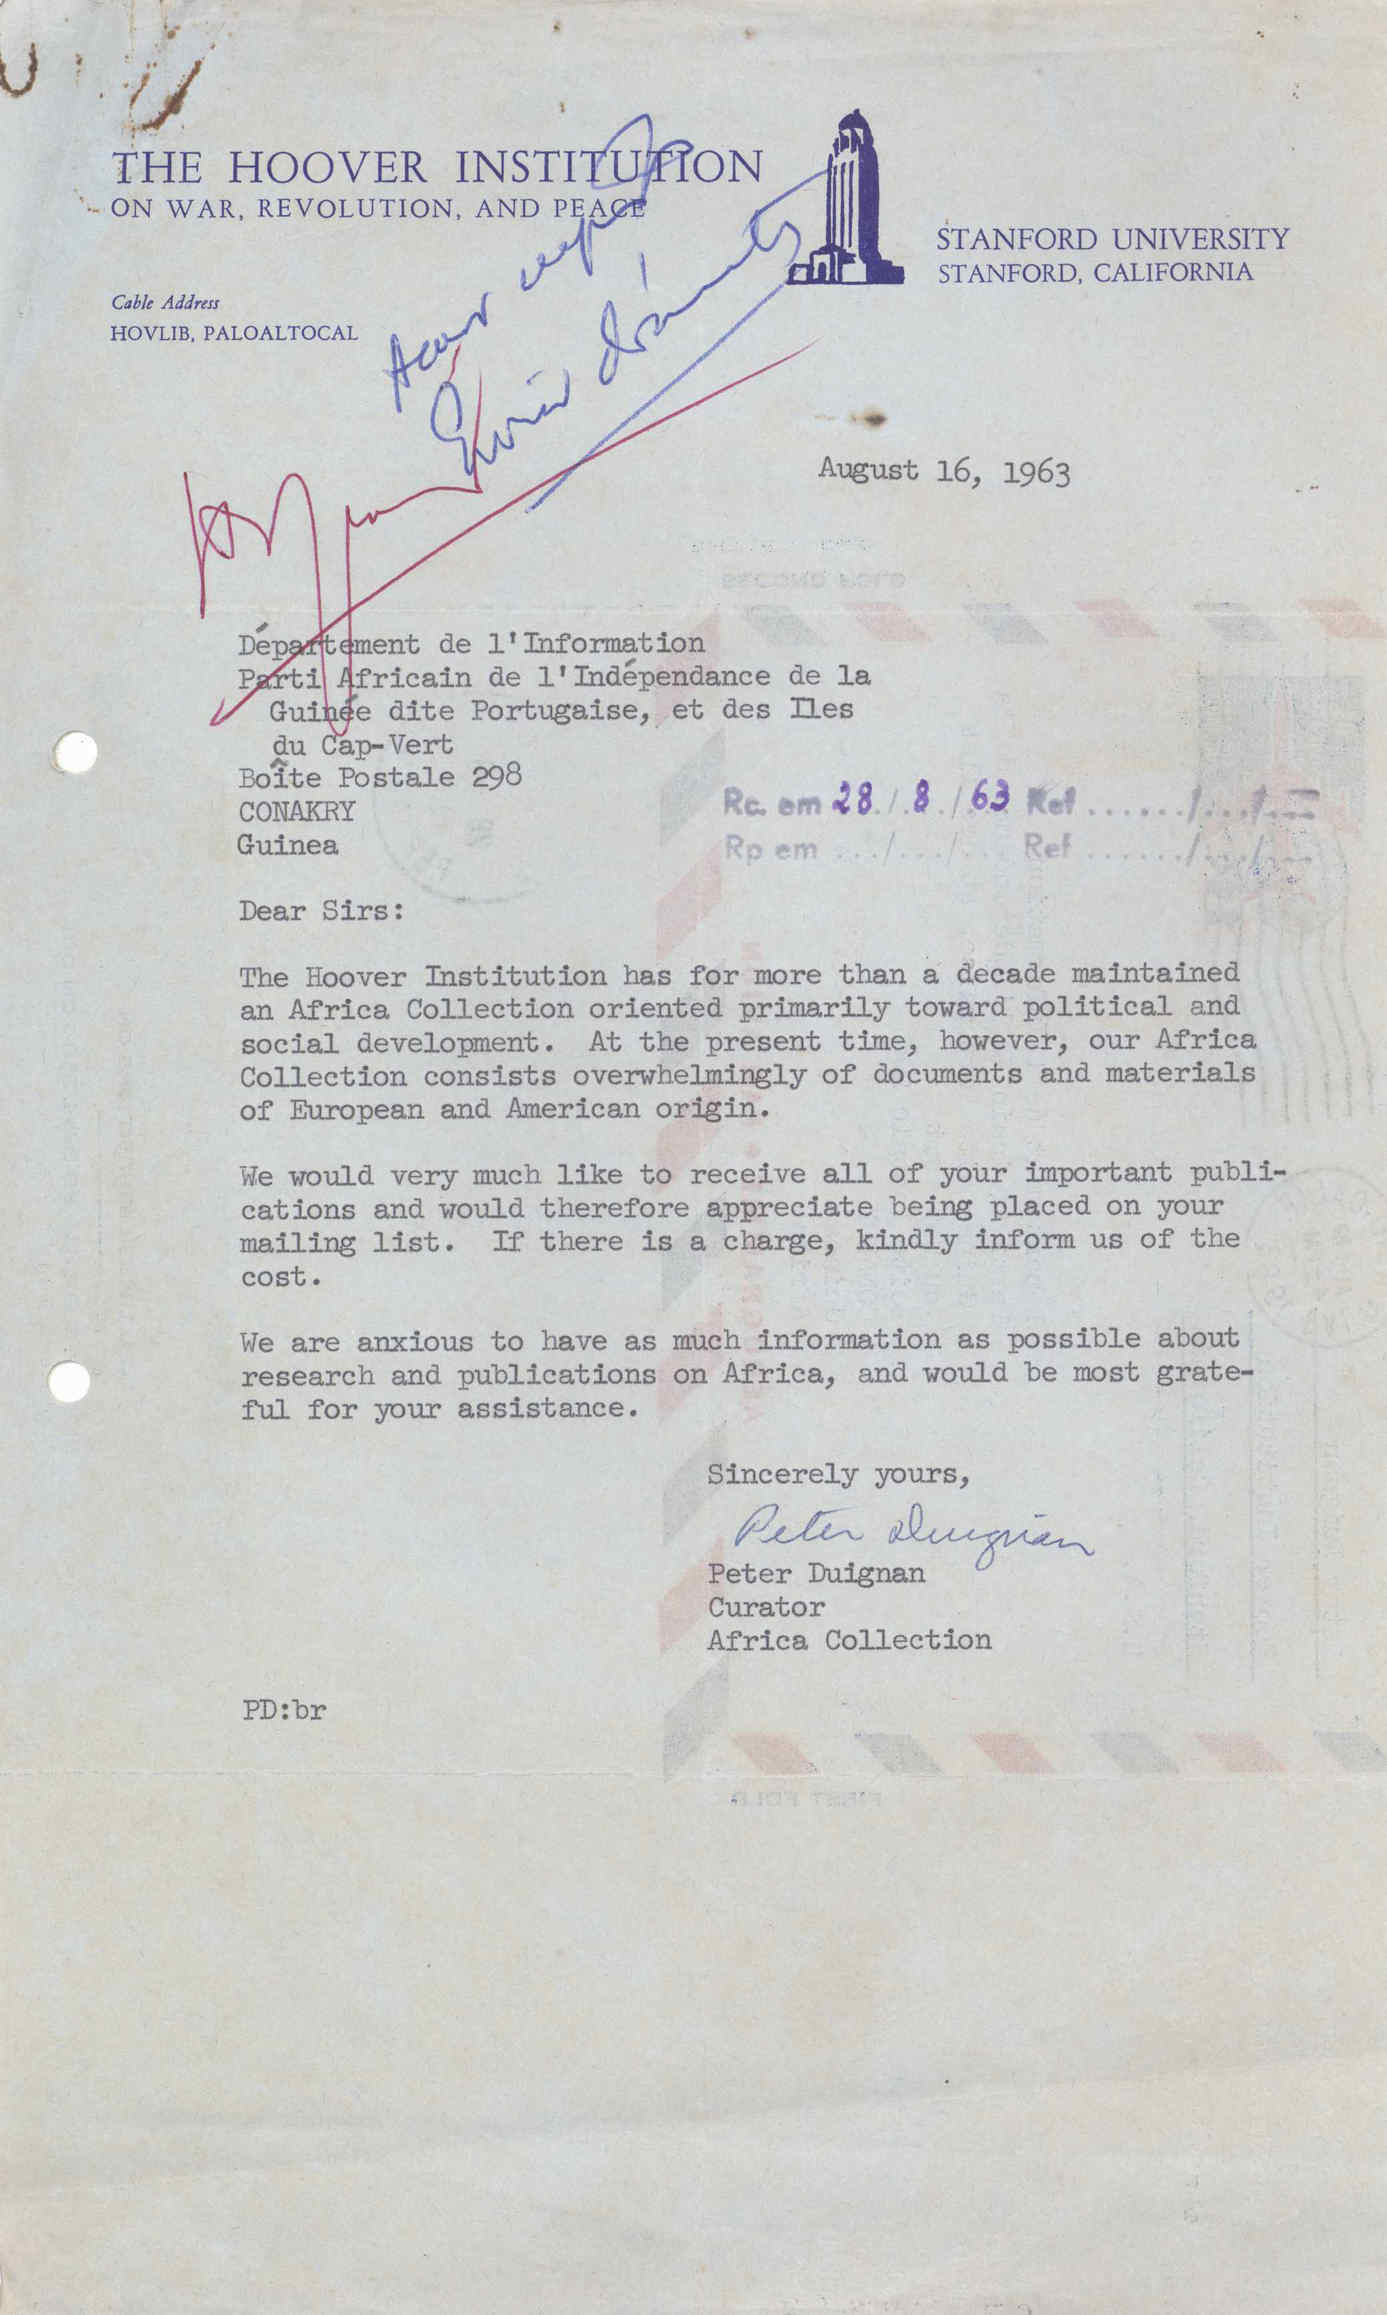 THE HOOVER INSTITUTION
ON WAR, REVOLUTION, AND PEACE
STANFORD UNIVERSITY
STANFORD, CALIFORNIA
Cable Address
HOVLIB, PALOALTOCAL
August 16, 1963
Département de l'Information
Parti Africain de l'Indépendance de la
Guinée dite Portugaise, et des Iles
du Cap-Vert
Boîte Postale 298
CONAKRY
Guinea
Rc. em 28./.8./.63 Ref ....../.../...
Rp em .../.../... Ref ....../.../...
Dear Sirs:
The Hoover Institution has for more than a decade maintained
an Africa Collection oriented primarily toward political and
social development. At the present time, however, our Africa
Collection consists overwhelmingly of documents and materials
of European and American origin.
We would very much like to receive all of your important publi-
cations and would therefore appreciate being placed on your
mailing list. If there is a charge, kindly inform us of the
cost.
We are anxious to have as much information as possible about
research and publications on Africa, and would be most grate-
ful for your assistance.
Sincerely yours,
Peter Duignan
Peter Duignan
Curator
Africa Collection
PD:br
FIRST FOLD